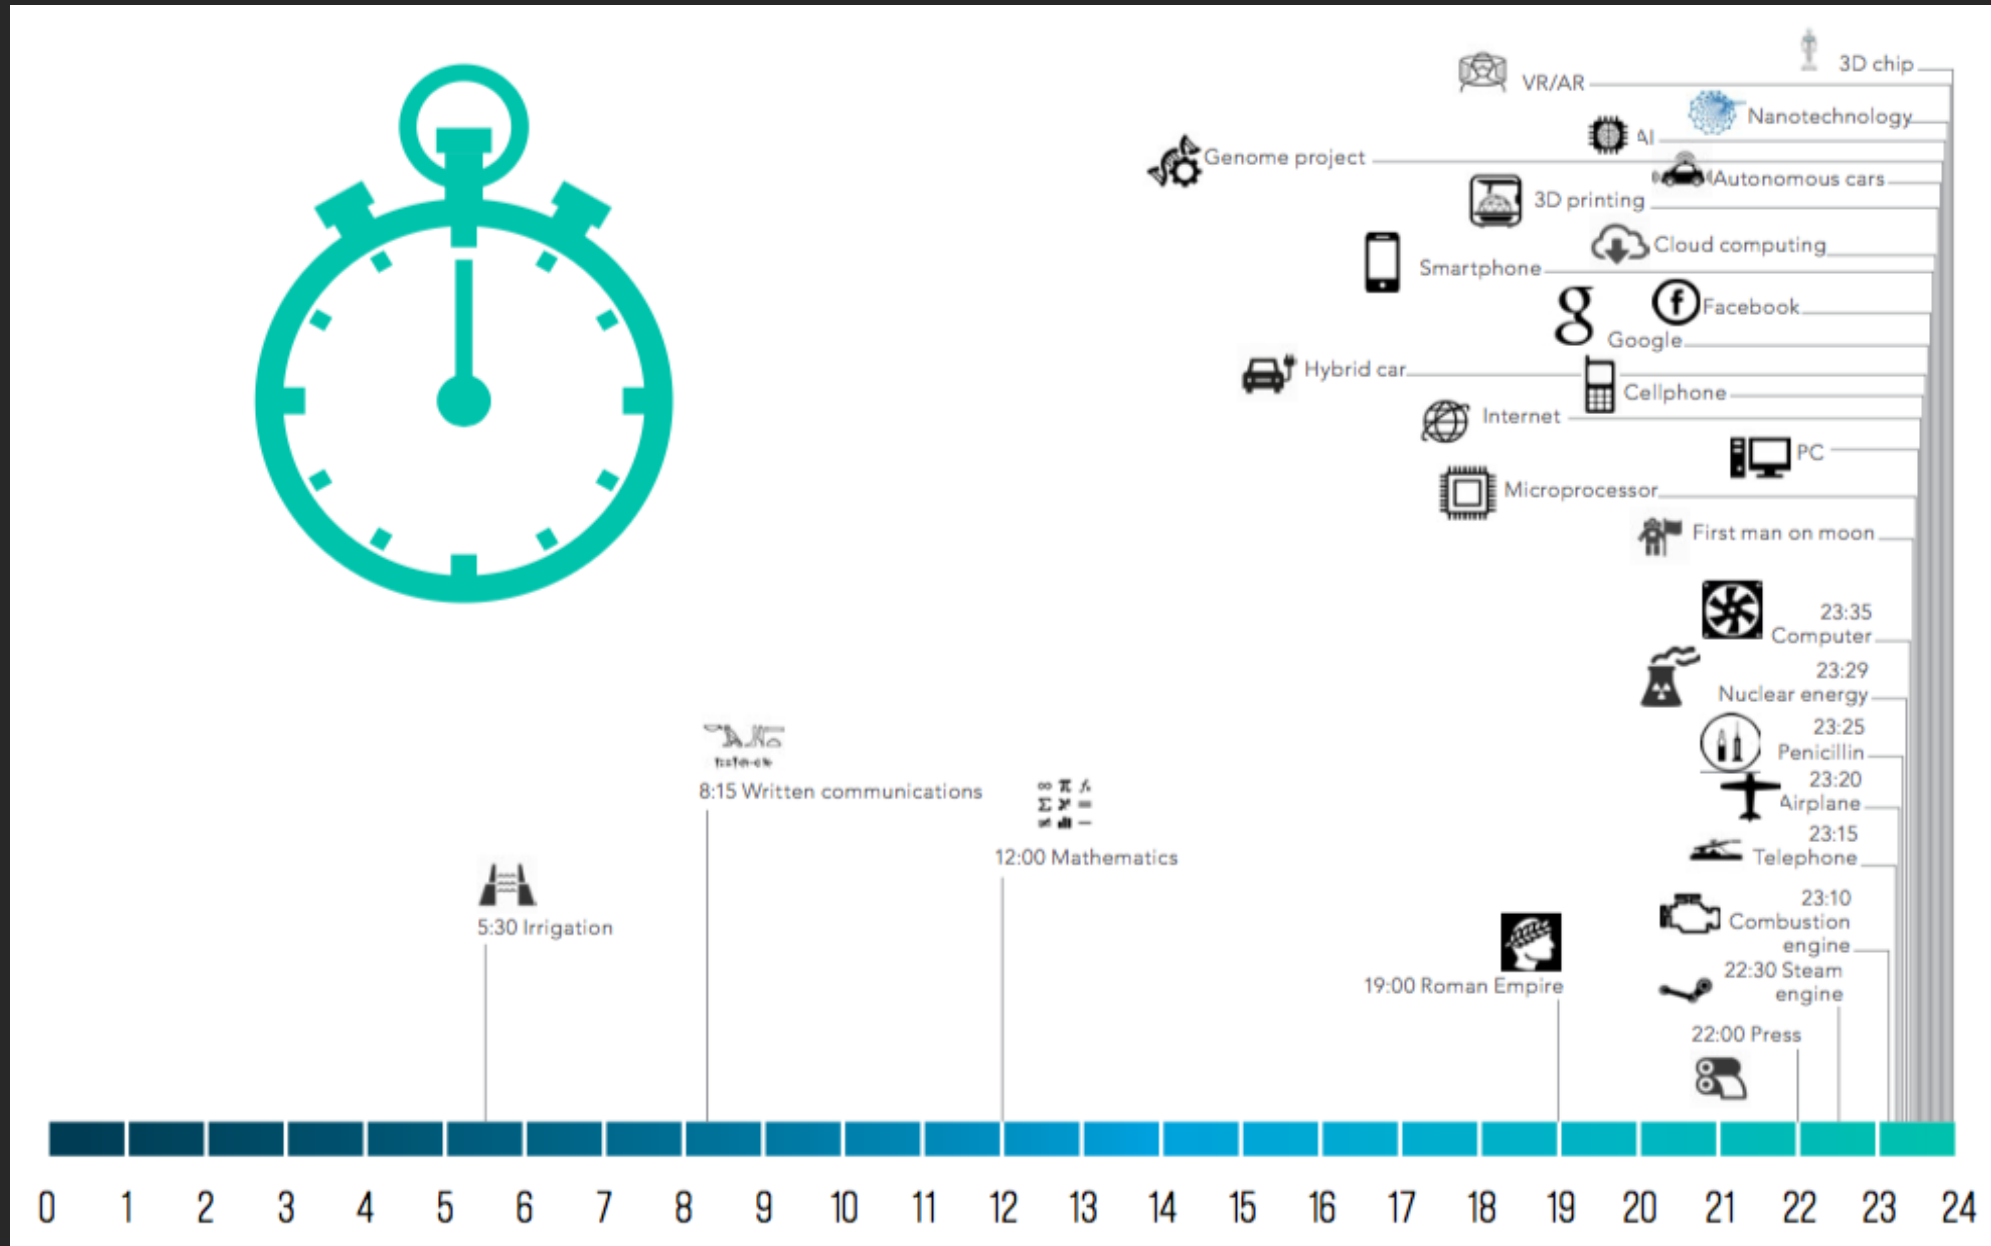 3D chip
VR/AR
Nanotechnology
AI
Genome project
Autonomous cars
3D printing
Cloud computing
Smartphone
Facebook
Google
Hybrid car
Cellphone
Internet
PC
Microprocessor
First man on moon
23:35
Computer
23:29
Nuclear energy
23:25
Penicillin
23:20
Airplane
23:15
Telephone
23:10
Combustion
engine
8:15 Written communications
12:00 Mathematics
5:30 Irrigation
19:00 Roman Empire
22:30 Steam
engine
22:00 Press
0 1 2 3 4 5 6 7 8 9 10 11 12 13 14 15 16 17 18 19 20 21 22 23 24